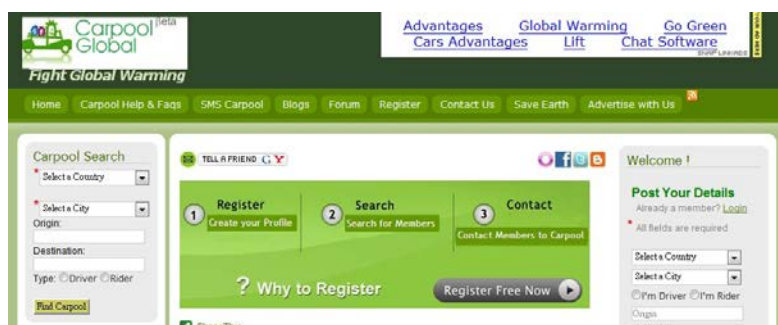 Carpool Beta
Global
Fight Global Warming
Advantages Global Warming Go Green
Cars Advantages Lift Chat Software
Home Carpool Help & Faqs SMS Carpool Blogs Forum Register Contact Us Save Earth Advertise with Us
Carpool Search
* Select a Country
* Select a City
Origin:
Destination:
Type: Driver Rider
Find Carpool
TELL A FRIEND G Y
1 Register
Create your Profile
2 Search
Search for Members
3 Contact
Contact Members to Carpool
? Why to Register
Register Free Now
Welcome !
Post Your Details
Already a member? Login
* All fields are required
Select a Country
Select a City
I'm Driver I'm Rider
Origin